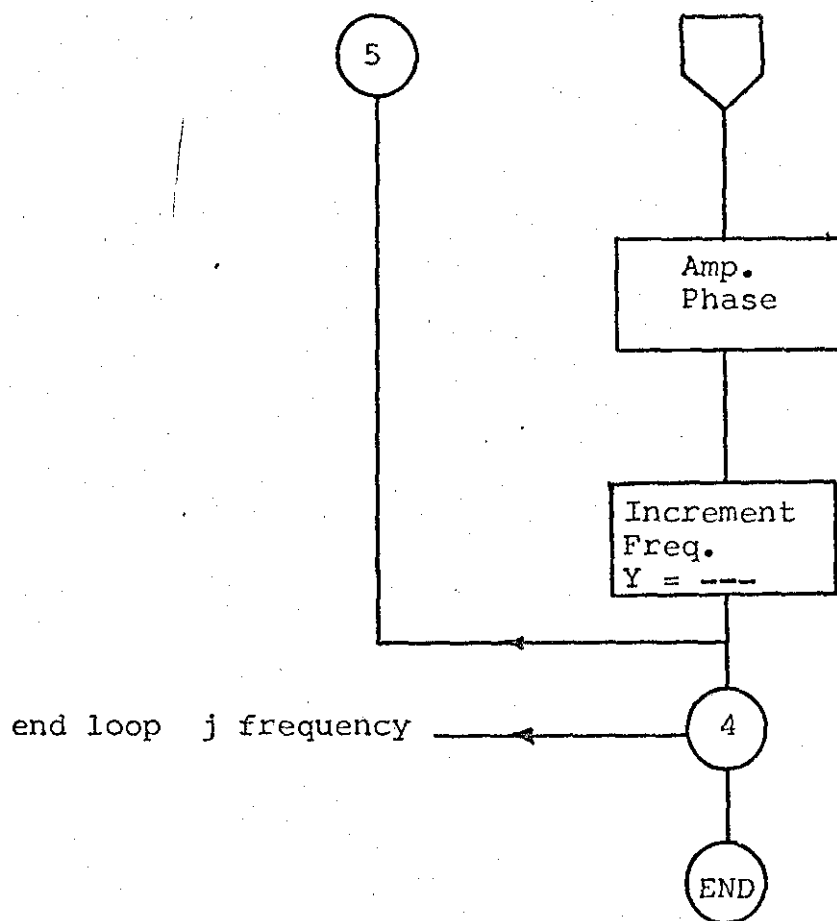 5
Amp.
Phase
Increment
Freq.
Y = ---
end loop j frequency
4
END